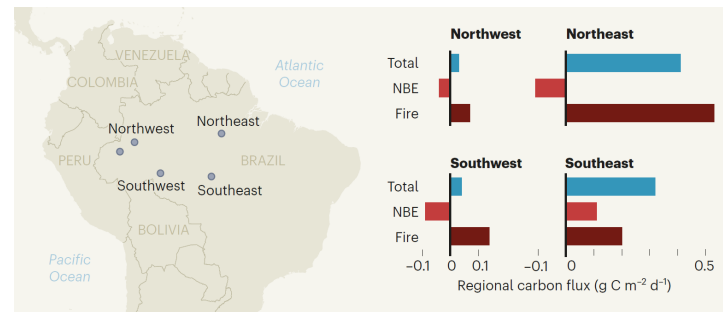 VENEZUELA
COLOMBIA
Atlantic
Ocean
Northwest
Northeast
PERU
BRAZIL
Southwest
Southeast
BOLIVIA
Pacific
Ocean
Northwest
Northeast
Total
NBE
Fire
Southwest
Southeast
Total
NBE
Fire
−0.1 0 0.1 −0.1 0 0.5
Regional carbon flux (g C m⁻² d⁻¹)